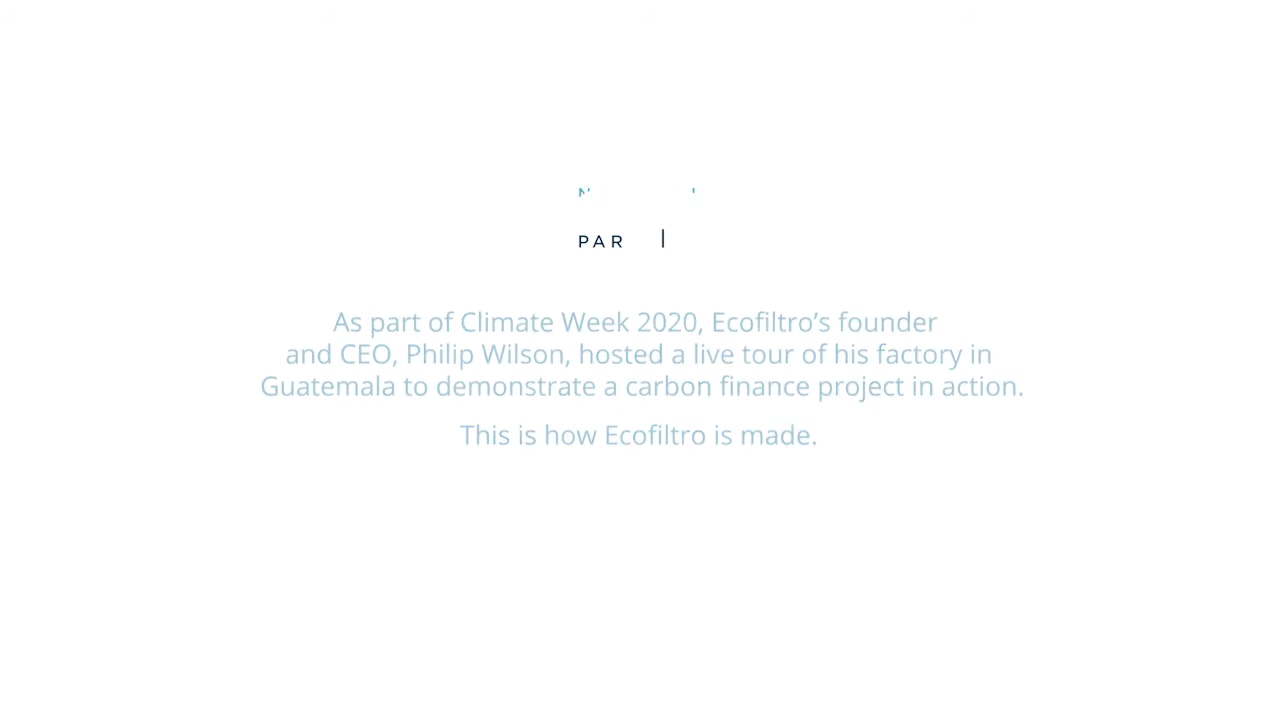 PAR
As part of Climate Week 2020, Ecofiltro’s founder
and CEO, Philip Wilson, hosted a live tour of his factory in
Guatemala to demonstrate a carbon finance project in action.
This is how Ecofiltro is made.